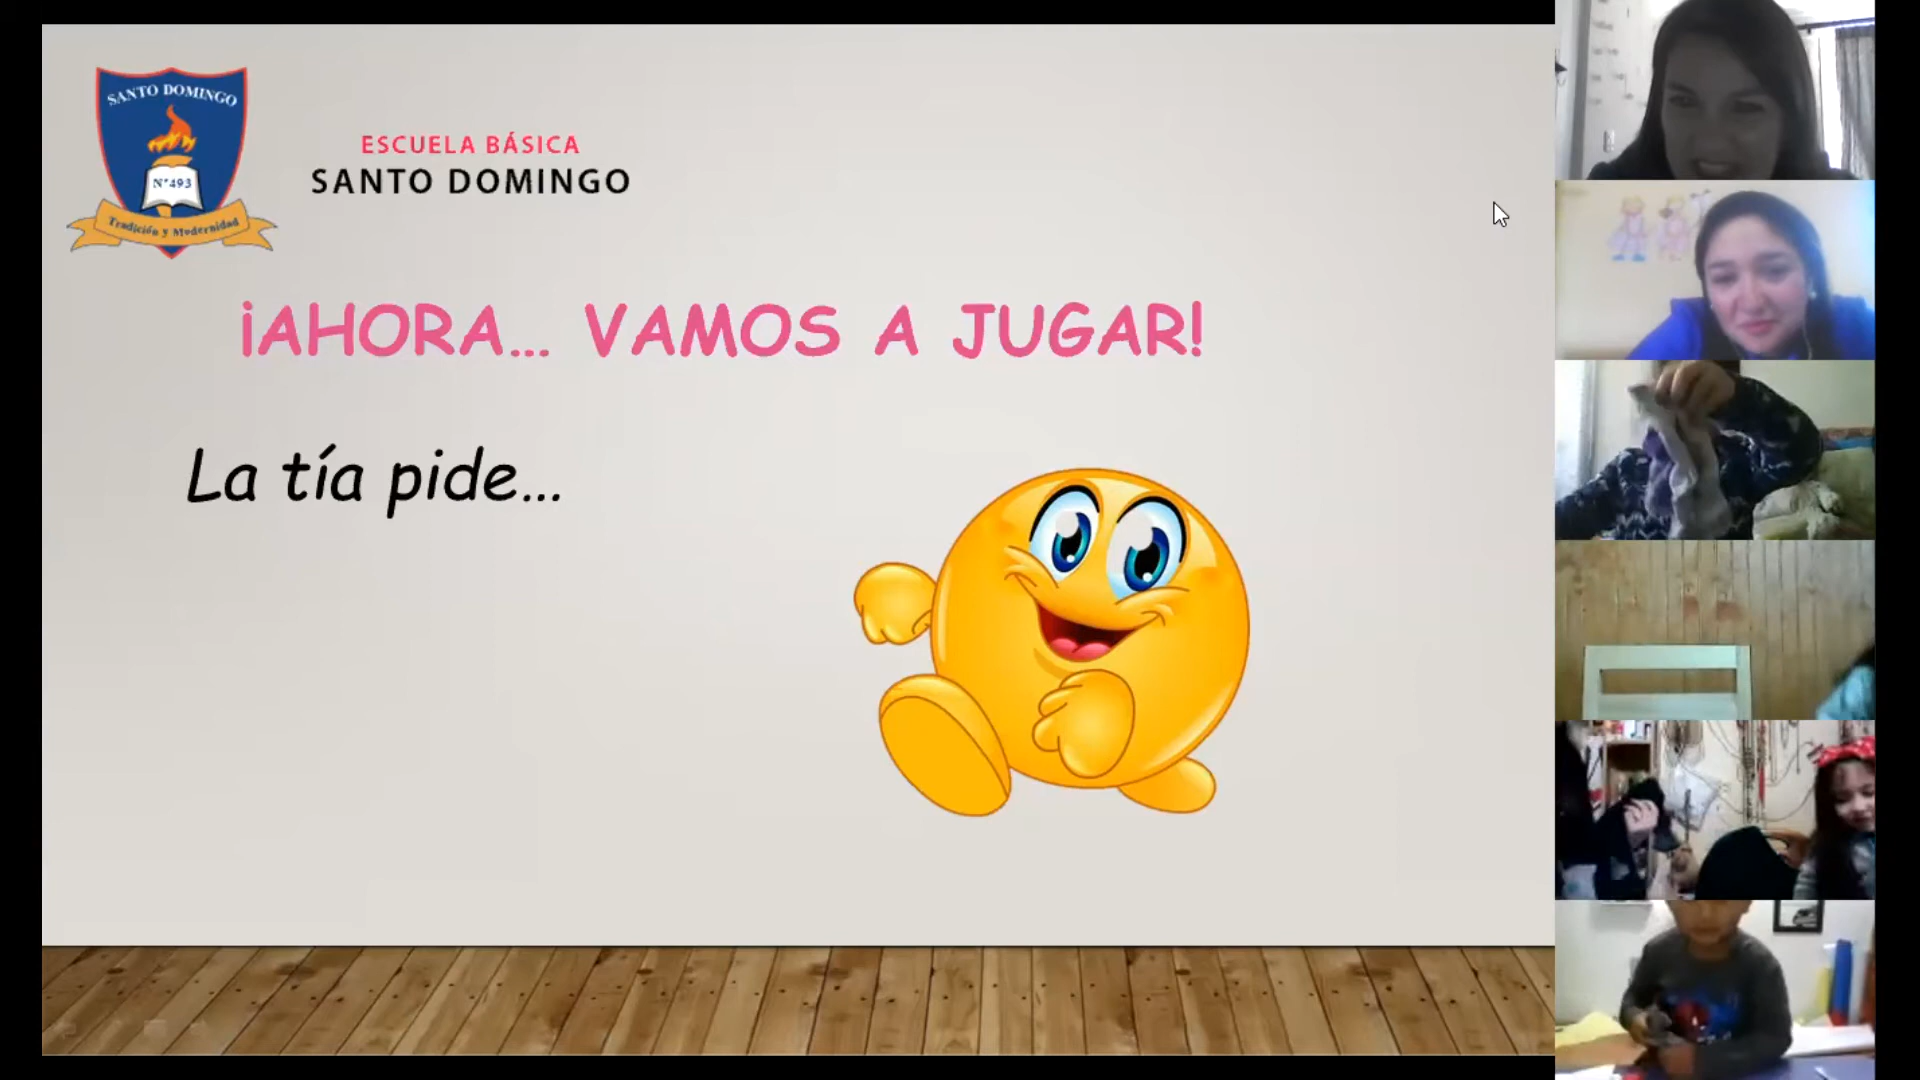 SANTO DOMINGO
N°493
Tradición y Modernidad
ESCUELA BÁSICA
SANTO DOMINGO
¡AHORA... VAMOS A JUGAR!
La tía pide...